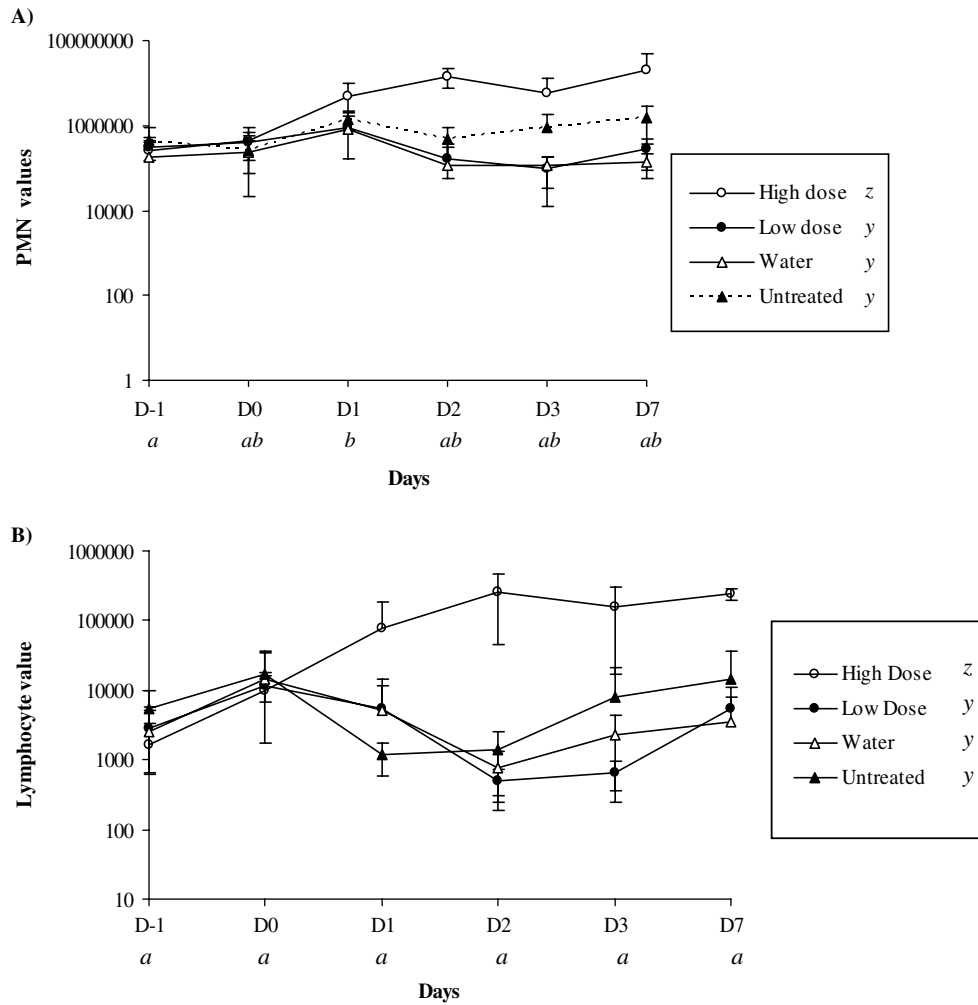 A)
100000000
1000000
10000
100
1
PMN values
D-1 D0 D1 D2 D3 D7
a ab b ab ab ab
Days
High dose z
Low dose y
Water y
Untreated y
B)
1000000
100000
10000
1000
100
10
Lymphocyte value
D-1 D0 D1 D2 D3 D7
a a a a a a
Days
High Dose z
Low Dose y
Water y
Untreated y